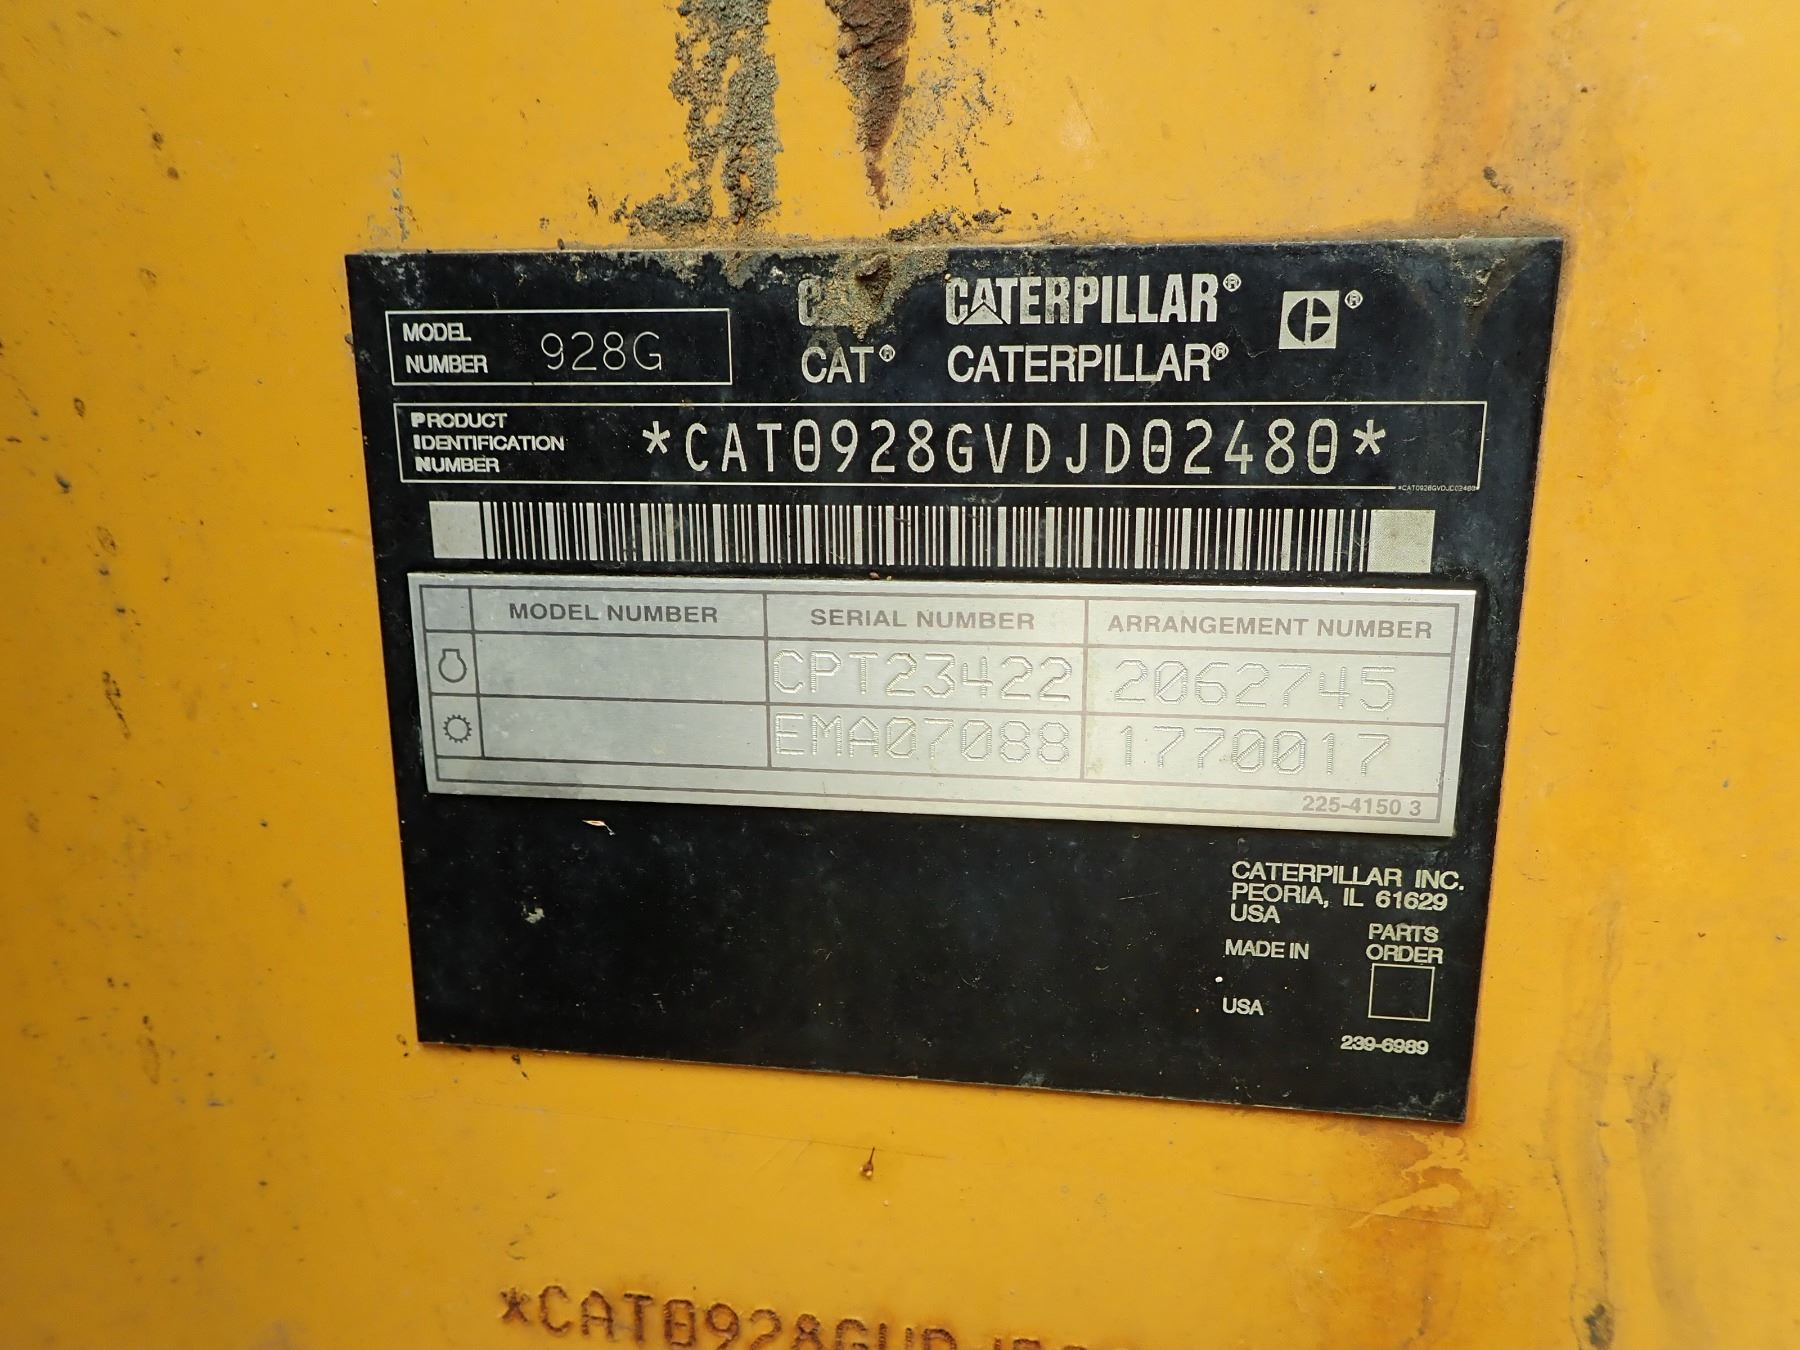 MODEL NUMBER 928G
CATERPILLAR®
CAT® CATERPILLAR®
PRODUCT IDENTIFICATION NUMBER *CAT0928GVDJD02480*
*CAT0928GVDJD02480*
MODEL NUMBER SERIAL NUMBER ARRANGEMENT NUMBER
CPT23422 2062745
EMA07088 1770017
225-4150 3
CATERPILLAR INC.
PEORIA, IL 61629
USA
MADE IN
USA
PARTS
ORDER
239-6989